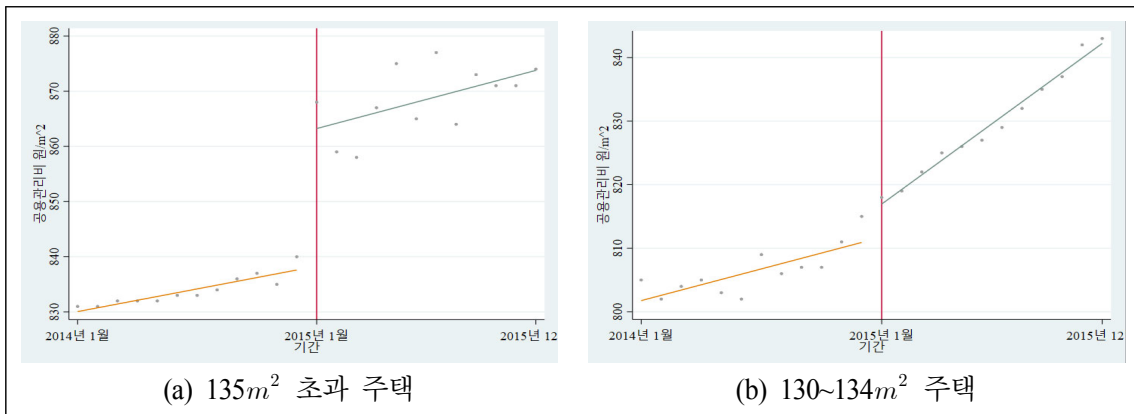 880
870
860
850
840
830
공용관리비 원/m^2
2014년 1월
2015년 1월
2015년 12
기간
(a) 135m² 초과 주택
840
830
820
810
800
공용관리비 원/m^2
2014년 1월
2015년 1월
2015년 12
기간
(b) 130~134m² 주택